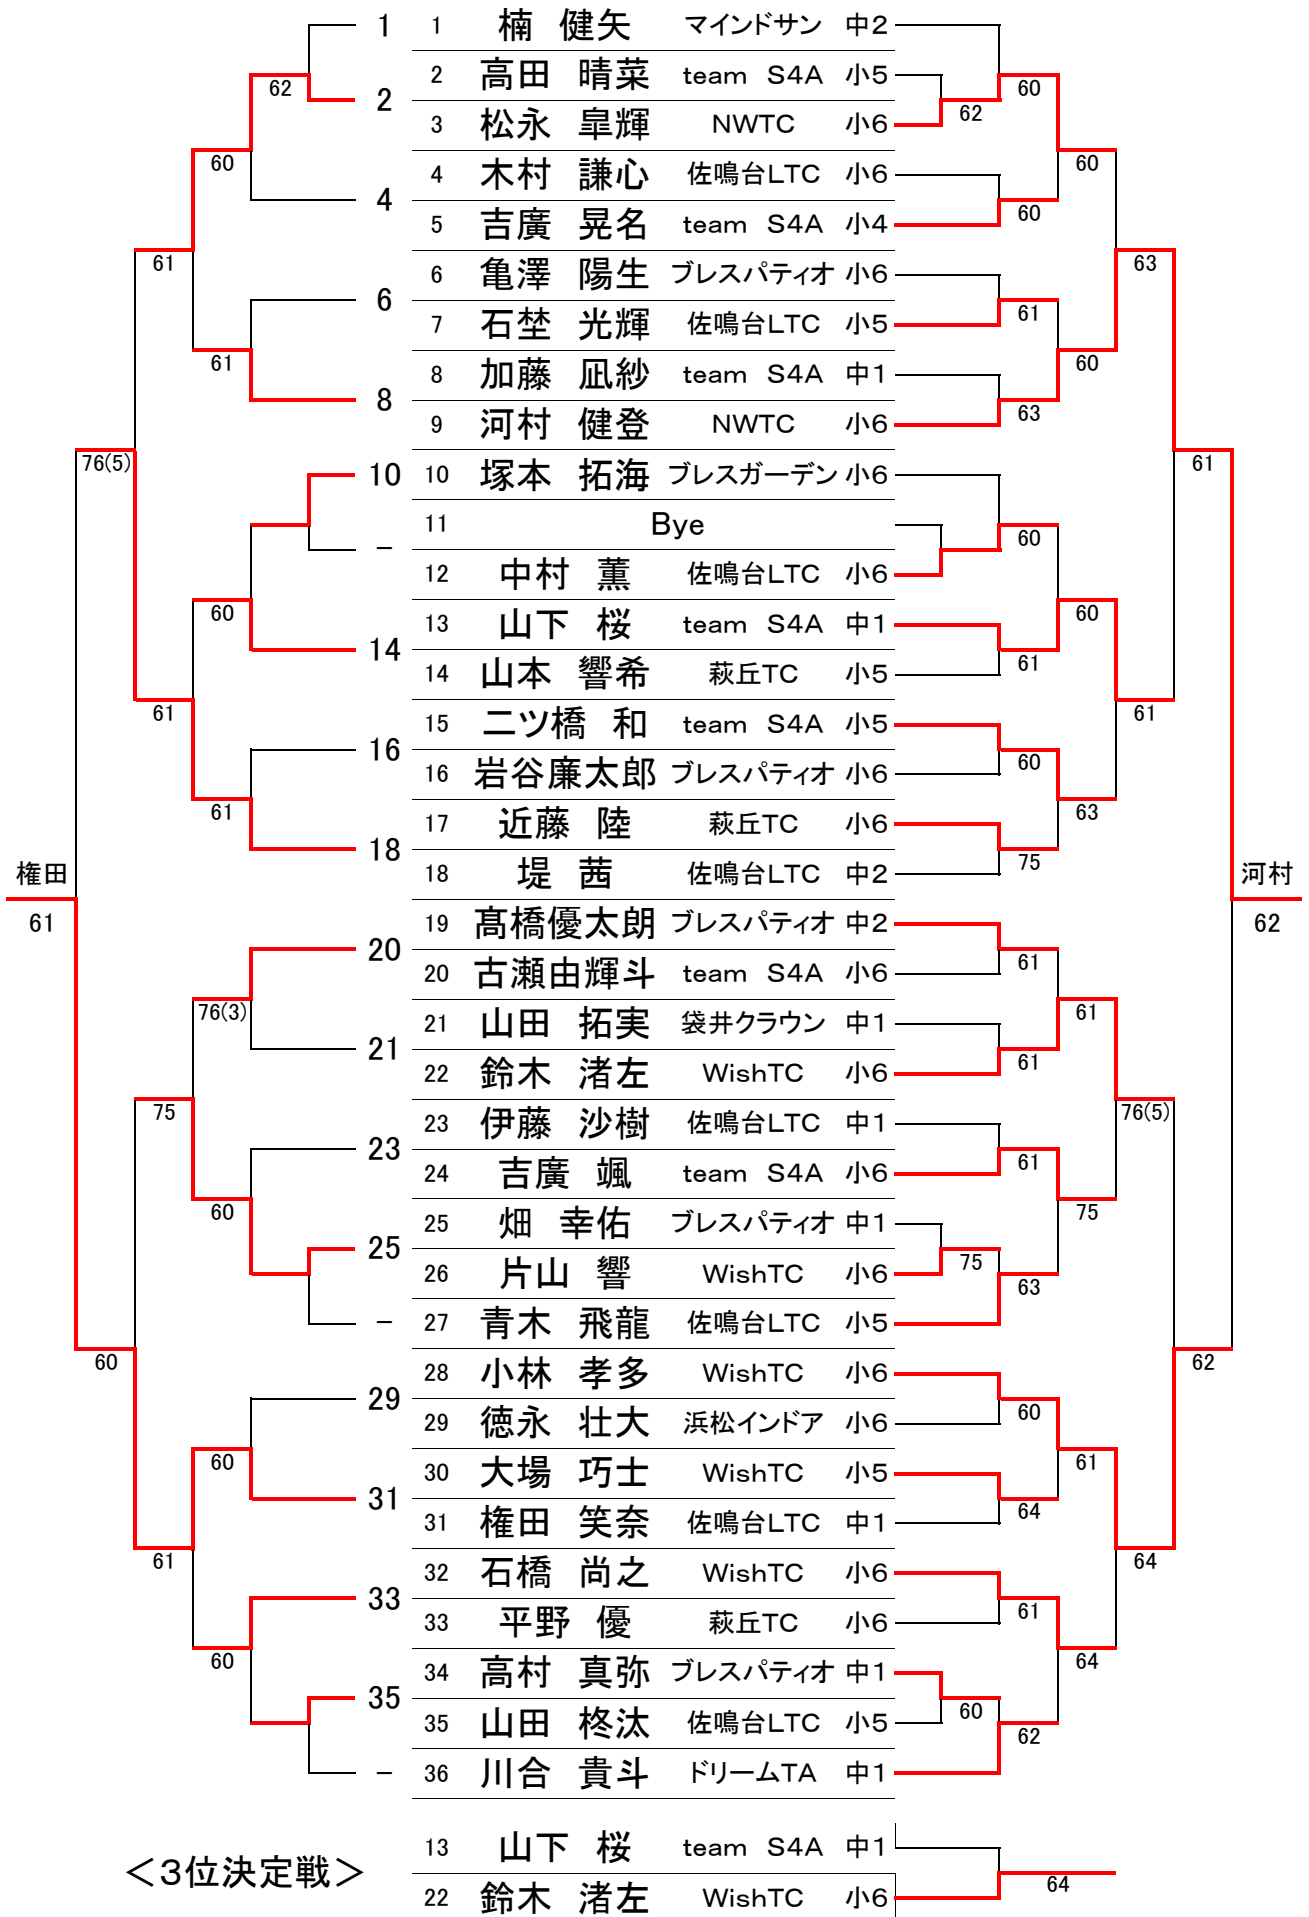 1 1 楠 健矢 マインドサン 中2
2 高田 晴菜 team S4A 小5 60
62 2 62
3 松永 皐輝 NWTC 小6
60 4 木村 謙心 佐鳴台LTC 小6 60
4 60
5 吉廣 晃名 team S4A 小4
61 6 亀澤 陽生 ブレスパティオ 小6 63
6 61
7 石埜 光輝 佐鳴台LTC 小5
61 8 加藤 凪紗 team S4A 中1 60
8 63
9 河村 健登 NWTC 小6
76(5) 10 10 塚本 拓海 ブレスガーデン 小6 61
11 Bye 60
-
12 中村 薫 佐鳴台LTC 小6
60 13 山下 桜 team S4A 中1 60
14 61
14 山本 響希 萩丘TC 小5
61 15 二ツ橋 和 team S4A 小5 61
16 60
16 岩谷廉太郎 ブレスパティオ 小6
61 17 近藤 陸 萩丘TC 小6 63
18 75
権田 18 堤 茜 佐鳴台LTC 中2 河村
61 19 髙橋優太朗 ブレスパティオ 中2 62
20 61
20 古瀬由輝斗 team S4A 小6
76(3) 21 山田 拓実 袋井クラウン 中1 61
21 61
22 鈴木 渚左 WishTC 小6
75 23 伊藤 沙樹 佐鳴台LTC 中1 76(5)
23 61
24 吉廣 颯 team S4A 小6
60 25 畑 幸佑 ブレスパティオ 中1 75
25 75
26 片山 響 WishTC 小6 63
- 27 青木 飛龍 佐鳴台LTC 小5
60 28 小林 孝多 WishTC 小6 62
29 60
29 徳永 壮大 浜松インドア 小6
60 30 大場 巧士 WishTC 小5 61
31 64
31 権田 笑奈 佐鳴台LTC 中1
61 32 石橋 尚之 WishTC 小6 64
33 61
33 平野 優 萩丘TC 小6
60 34 高村 真弥 ブレスパティオ 中1 64
35 60
35 山田 柊汰 佐鳴台LTC 小5 62
- 36 川合 貴斗 ドリームTA 中1
13 山下 桜 team S4A 中1
＜3位決定戦＞ 64
22 鈴木 渚左 WishTC 小6